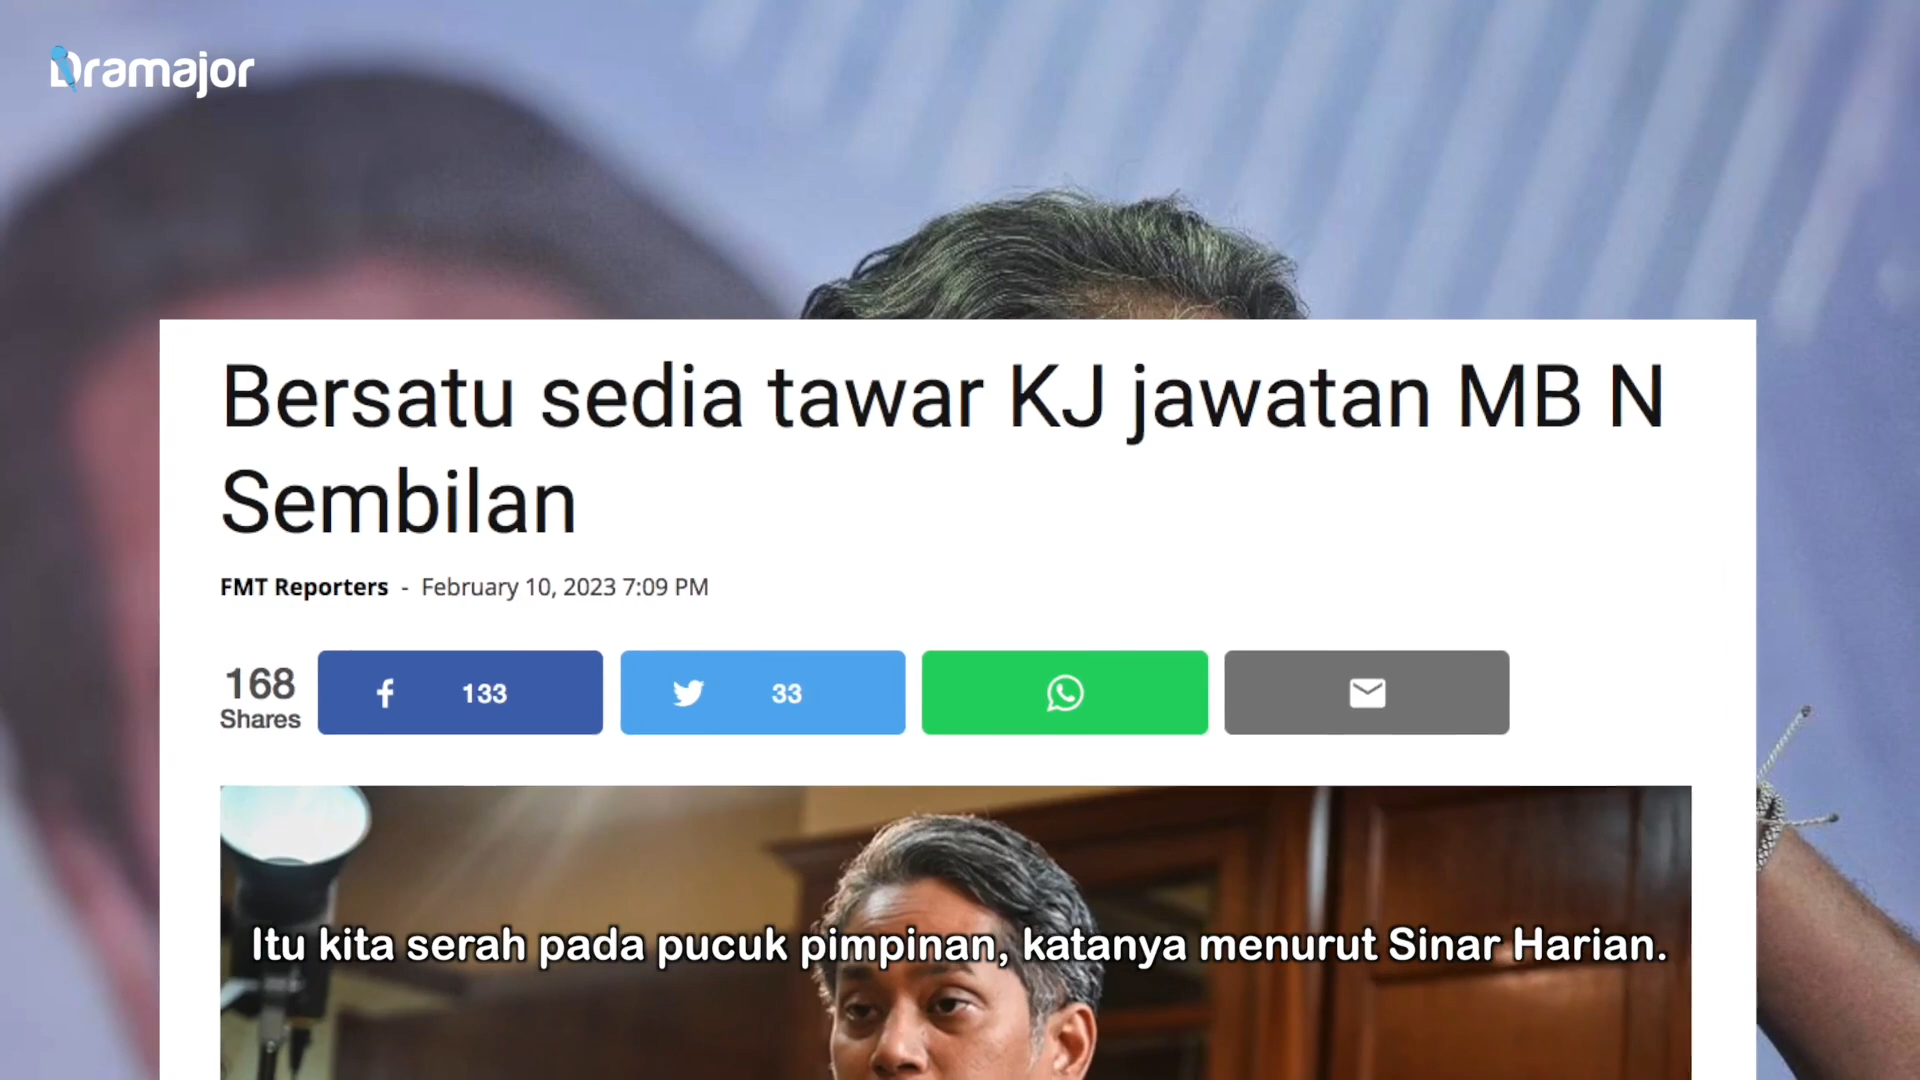 Dramajor
Bersatu sedia tawar KJ jawatan MB N
Sembilan
FMT Reporters - February 10, 2023 7:09 PM
168
Shares
133
33
Itu kita serah pada pucuk pimpinan, katanya menurut Sinar Harian.